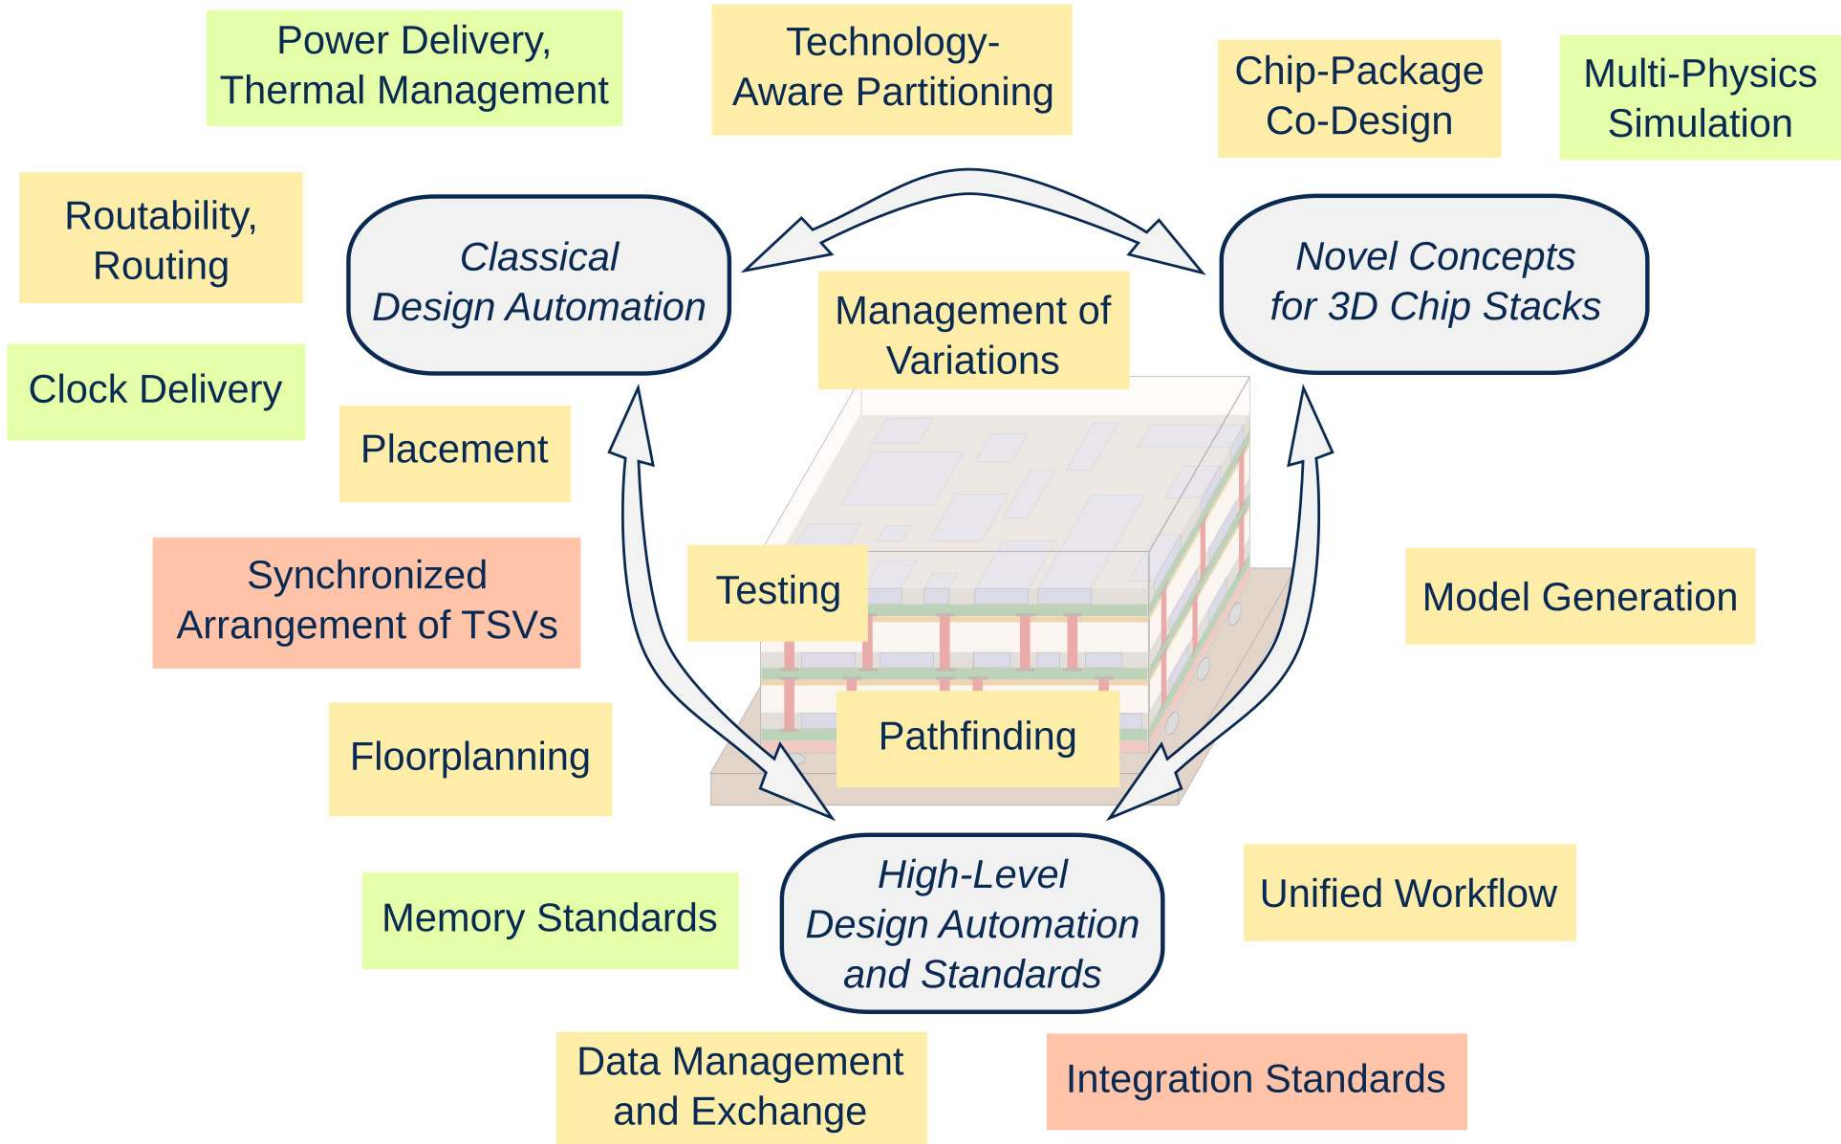 Power Delivery,
Thermal Management
Technology-
Aware Partitioning
Chip-Package
Co-Design
Multi-Physics
Simulation
Routability,
Routing
Classical
Design Automation
Novel Concepts
for 3D Chip Stacks
Management of
Variations
Clock Delivery
Placement
Synchronized
Arrangement of TSVs
Testing
Model Generation
Floorplanning
Pathfinding
Memory Standards
High-Level
Design Automation
and Standards
Unified Workflow
Data Management
and Exchange
Integration Standards